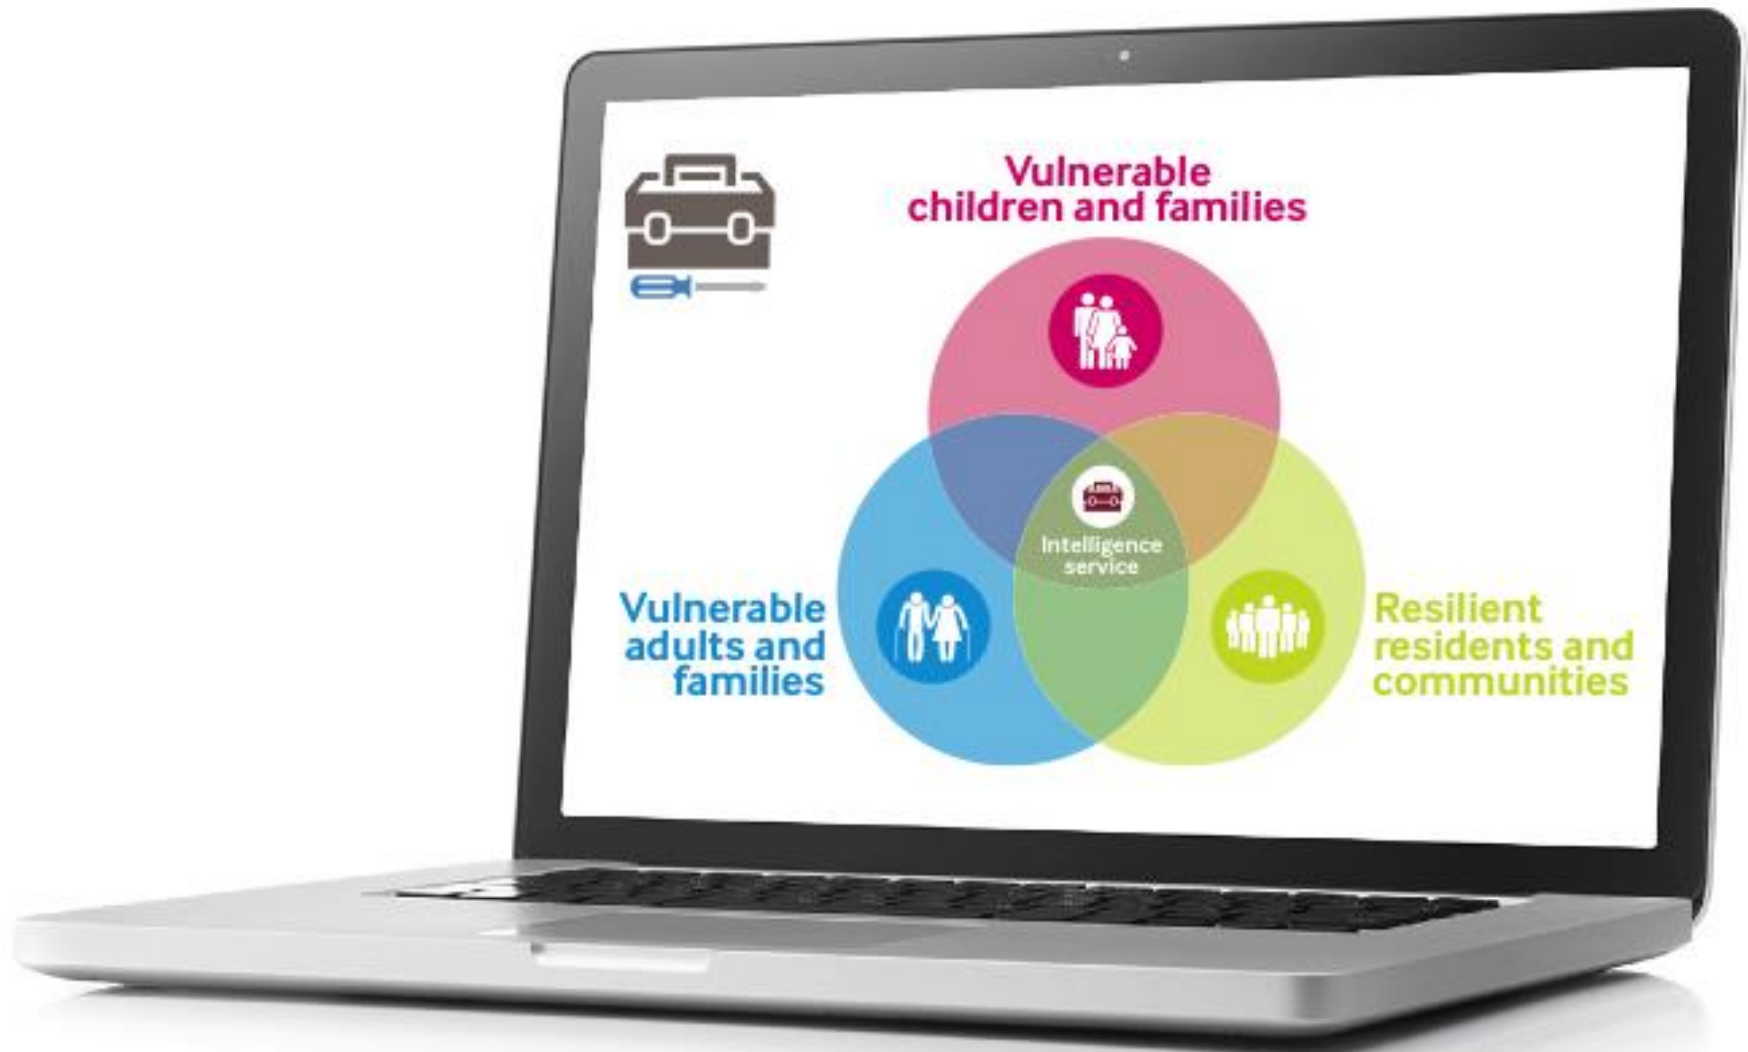 Vulnerable
children and families
Intelligence
service
Vulnerable
adults and
families
Resilient
residents and
communities